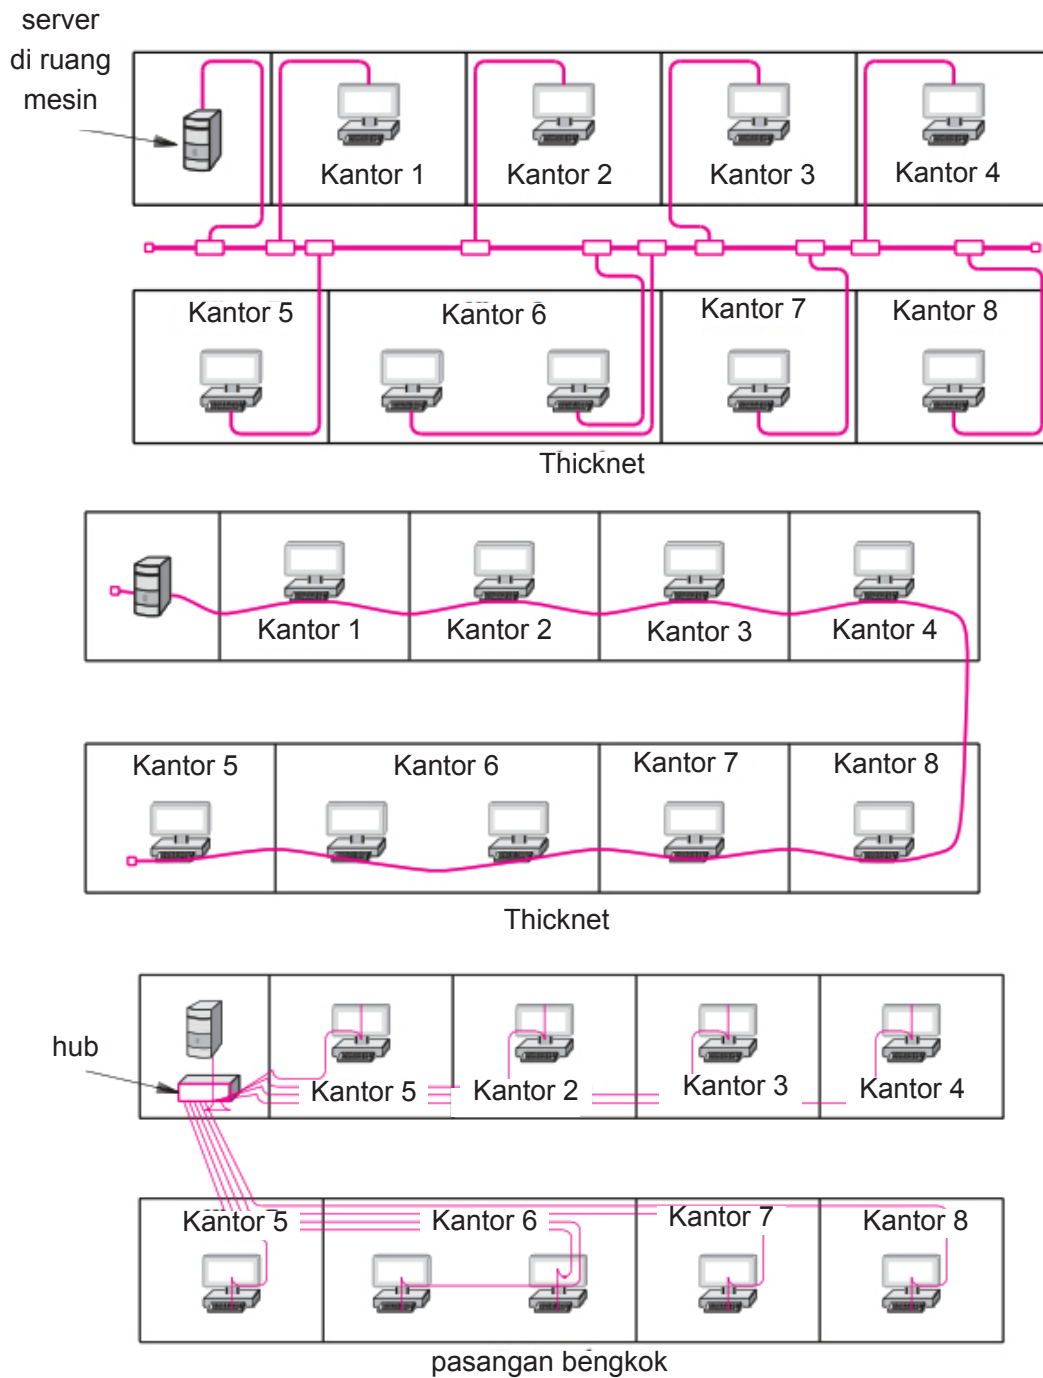 server
di ruang
mesin
Kantor 1
Kantor 2
Kantor 3
Kantor 4
Kantor 5
Kantor 6
Kantor 7
Kantor 8
Thicknet
Kantor 1
Kantor 2
Kantor 3
Kantor 4
Kantor 5
Kantor 6
Kantor 7
Kantor 8
Thicknet
hub
Kantor 5
Kantor 2
Kantor 3
Kantor 4
Kantor 5
Kantor 6
Kantor 7
Kantor 8
pasangan bengkok